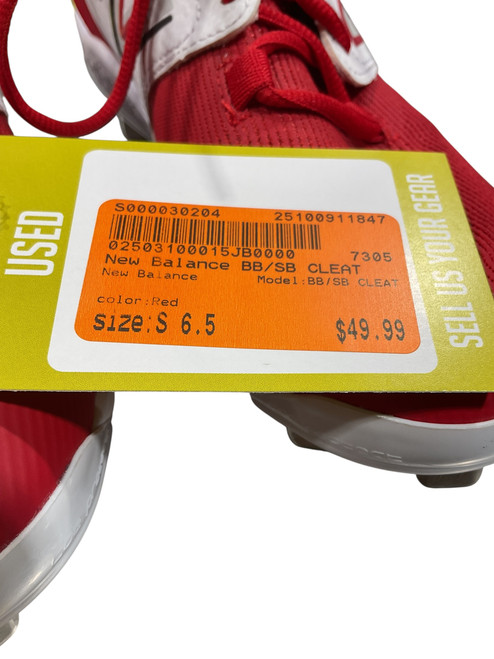 USED
S000030204 25100911847
02503100015JB0000 7305
New Balance BB/SB CLEAT
New Balance Model:BB/SB CLEAT
color:Red
size:S 6.5 $49.99
SELL US YOUR GEAR